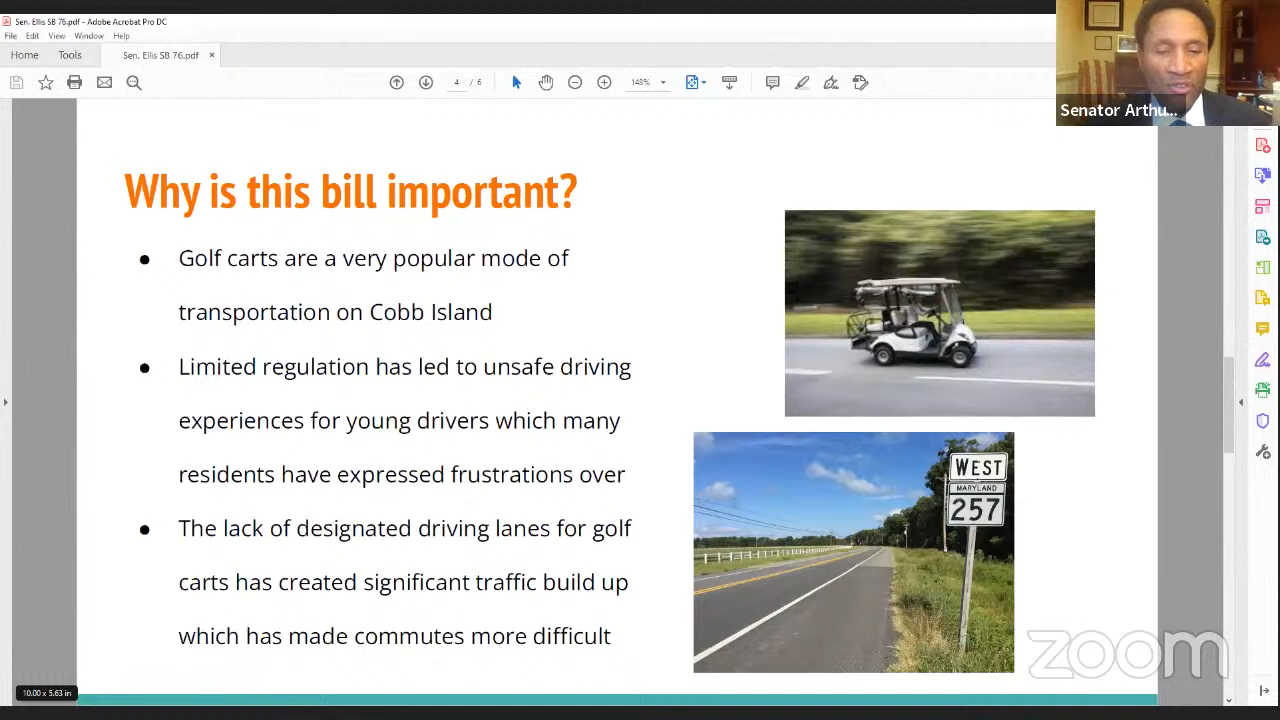 Sen. Ellis SB 76.pdf - Adobe Acrobat Pro DC
File Edit View Window Help
Home Tools Sen. Ellis SB 76.pdf ×
4 / 6 148%
Senator Arthu...
Why is this bill important?
● Golf carts are a very popular mode of
transportation on Cobb Island
● Limited regulation has led to unsafe driving
experiences for young drivers which many
residents have expressed frustrations over
● The lack of designated driving lanes for golf
carts has created significant traffic build up
which has made commutes more difficult
WEST
MARYLAND
257
zoom
10.00 x 5.63 in